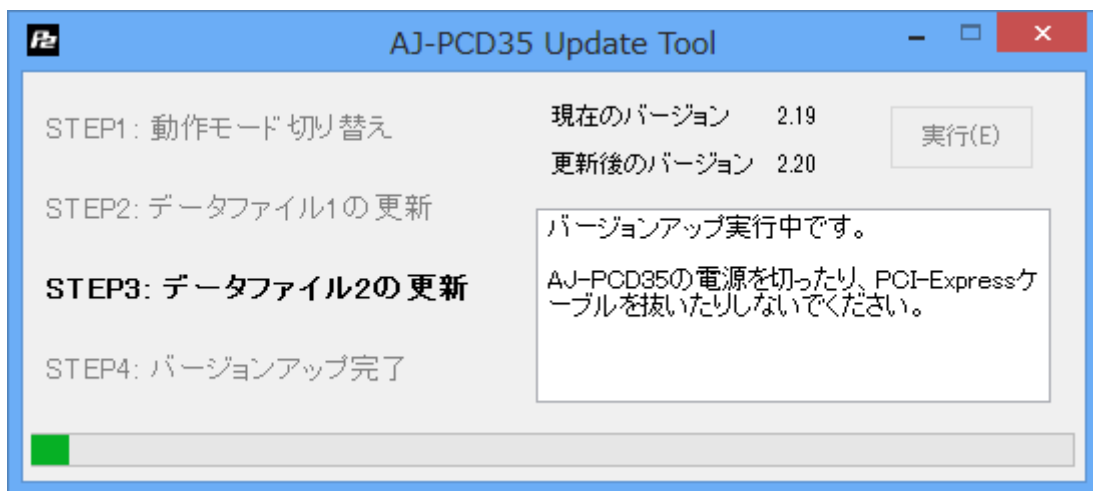 P2
AJ-PCD35 Update Tool
STEP1: 動作モード切り替え
STEP2: データファイル1の更新
STEP3: データファイル2の更新
STEP4: バージョンアップ完了
現在のバージョン 2.19
更新後のバージョン 2.20
実行(E)
バージョンアップ実行中です。
AJ-PCD35の電源を切ったり、PCI-Expressケ
ーブルを抜いたりしないでください。